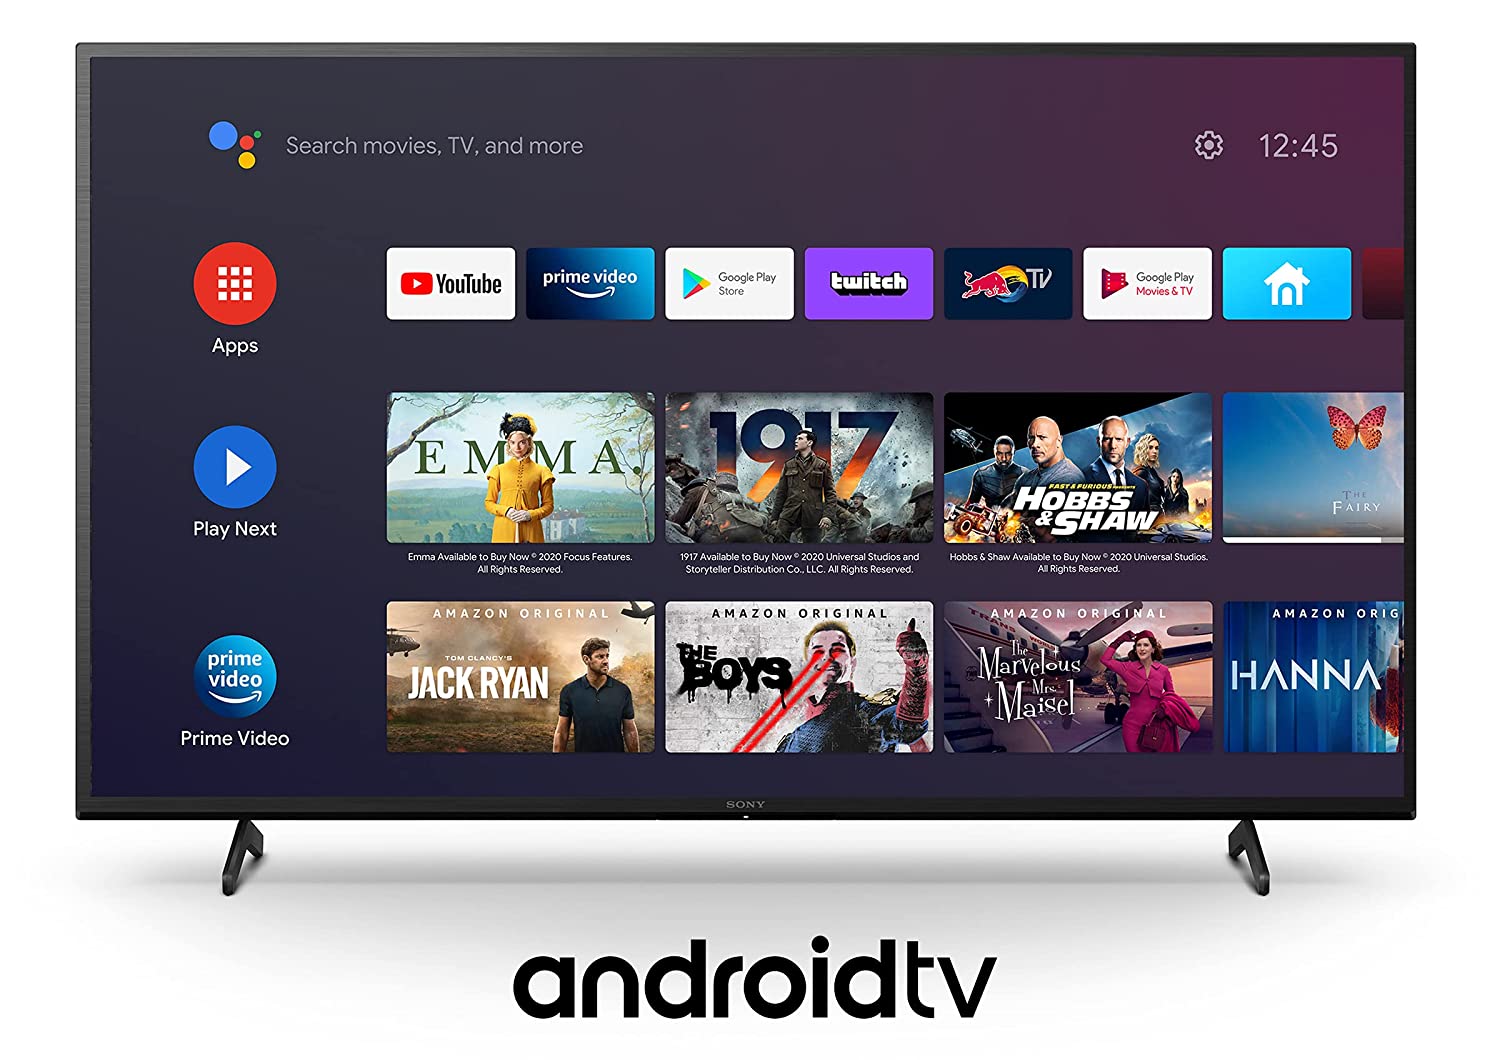 Search movies, TV, and more
12:45
YouTube
prime video
Google Play
Store
twitch
TV
Google Play
Movies & TV
Apps
EMMA.
1917
FAST & FURIOUS PRESENTS
HOBBS
& SHAW
THE
FAIRY
Play Next
Emma Available to Buy Now © 2020 Focus Features.
All Rights Reserved.
1917 Available to Buy Now © 2020 Universal Studios and
Storyteller Distribution Co., LLC. All Rights Reserved.
Hobbs & Shaw Available to Buy Now © 2020 Universal Studios.
All Rights Reserved.
prime
video
Prime Video
AMAZON ORIGINAL
TOM CLANCY'S
JACK RYAN
AMAZON ORIGINAL
THE
BOYS
AMAZON ORIGINAL
TRANS WORLD
The
Marvelous
Mrs.
Maisel
AMAZON ORIG
HANNA
SONY
androidtv